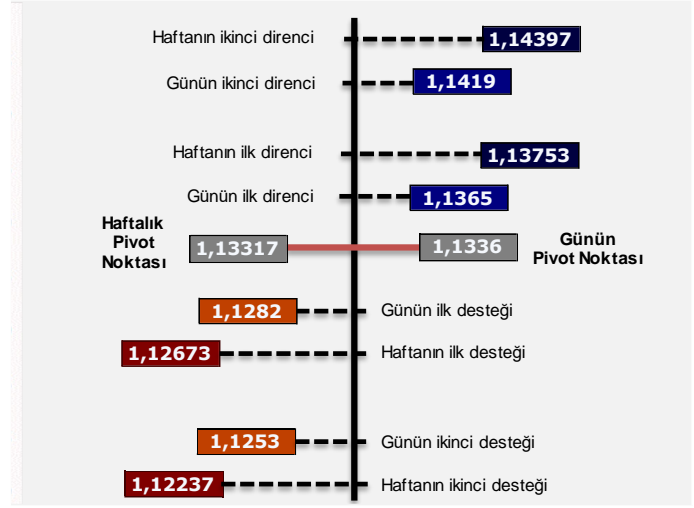 Haftanın ikinci direnci 1,14397
Günün ikinci direnci 1,1419
Haftanın ilk direnci 1,13753
Günün ilk direnci 1,1365
Haftalık
Pivot
Noktası
1,13317
1,1336
Günün
Pivot Noktası
1,1282 Günün ilk desteği
1,12673 Haftanın ilk desteği
1,1253 Günün ikinci desteği
1,12237 Haftanın ikinci desteği